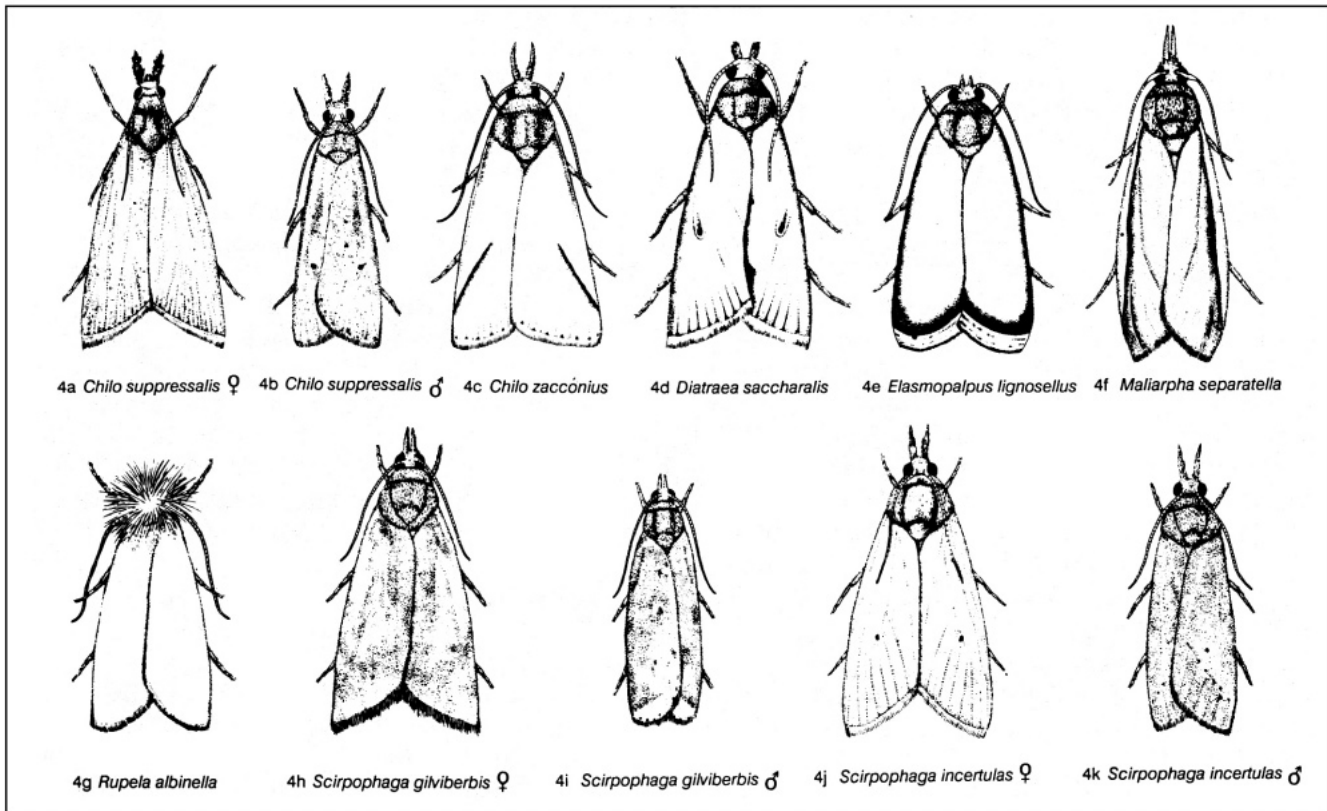 4a Chilo suppressalis ♀
4b Chilo suppressalis ♂
4c Chilo zaccónius
4d Diatraea saccharalis
4e Elasmopalpus lignosellus
4f Maliarpha separatella
4g Rupela albinella
4h Scirpophaga gilviberbis ♀
4i Scirpophaga gilviberbis ♂
4j Scirpophaga incertulas ♀
4k Scirpophaga incertulas ♂